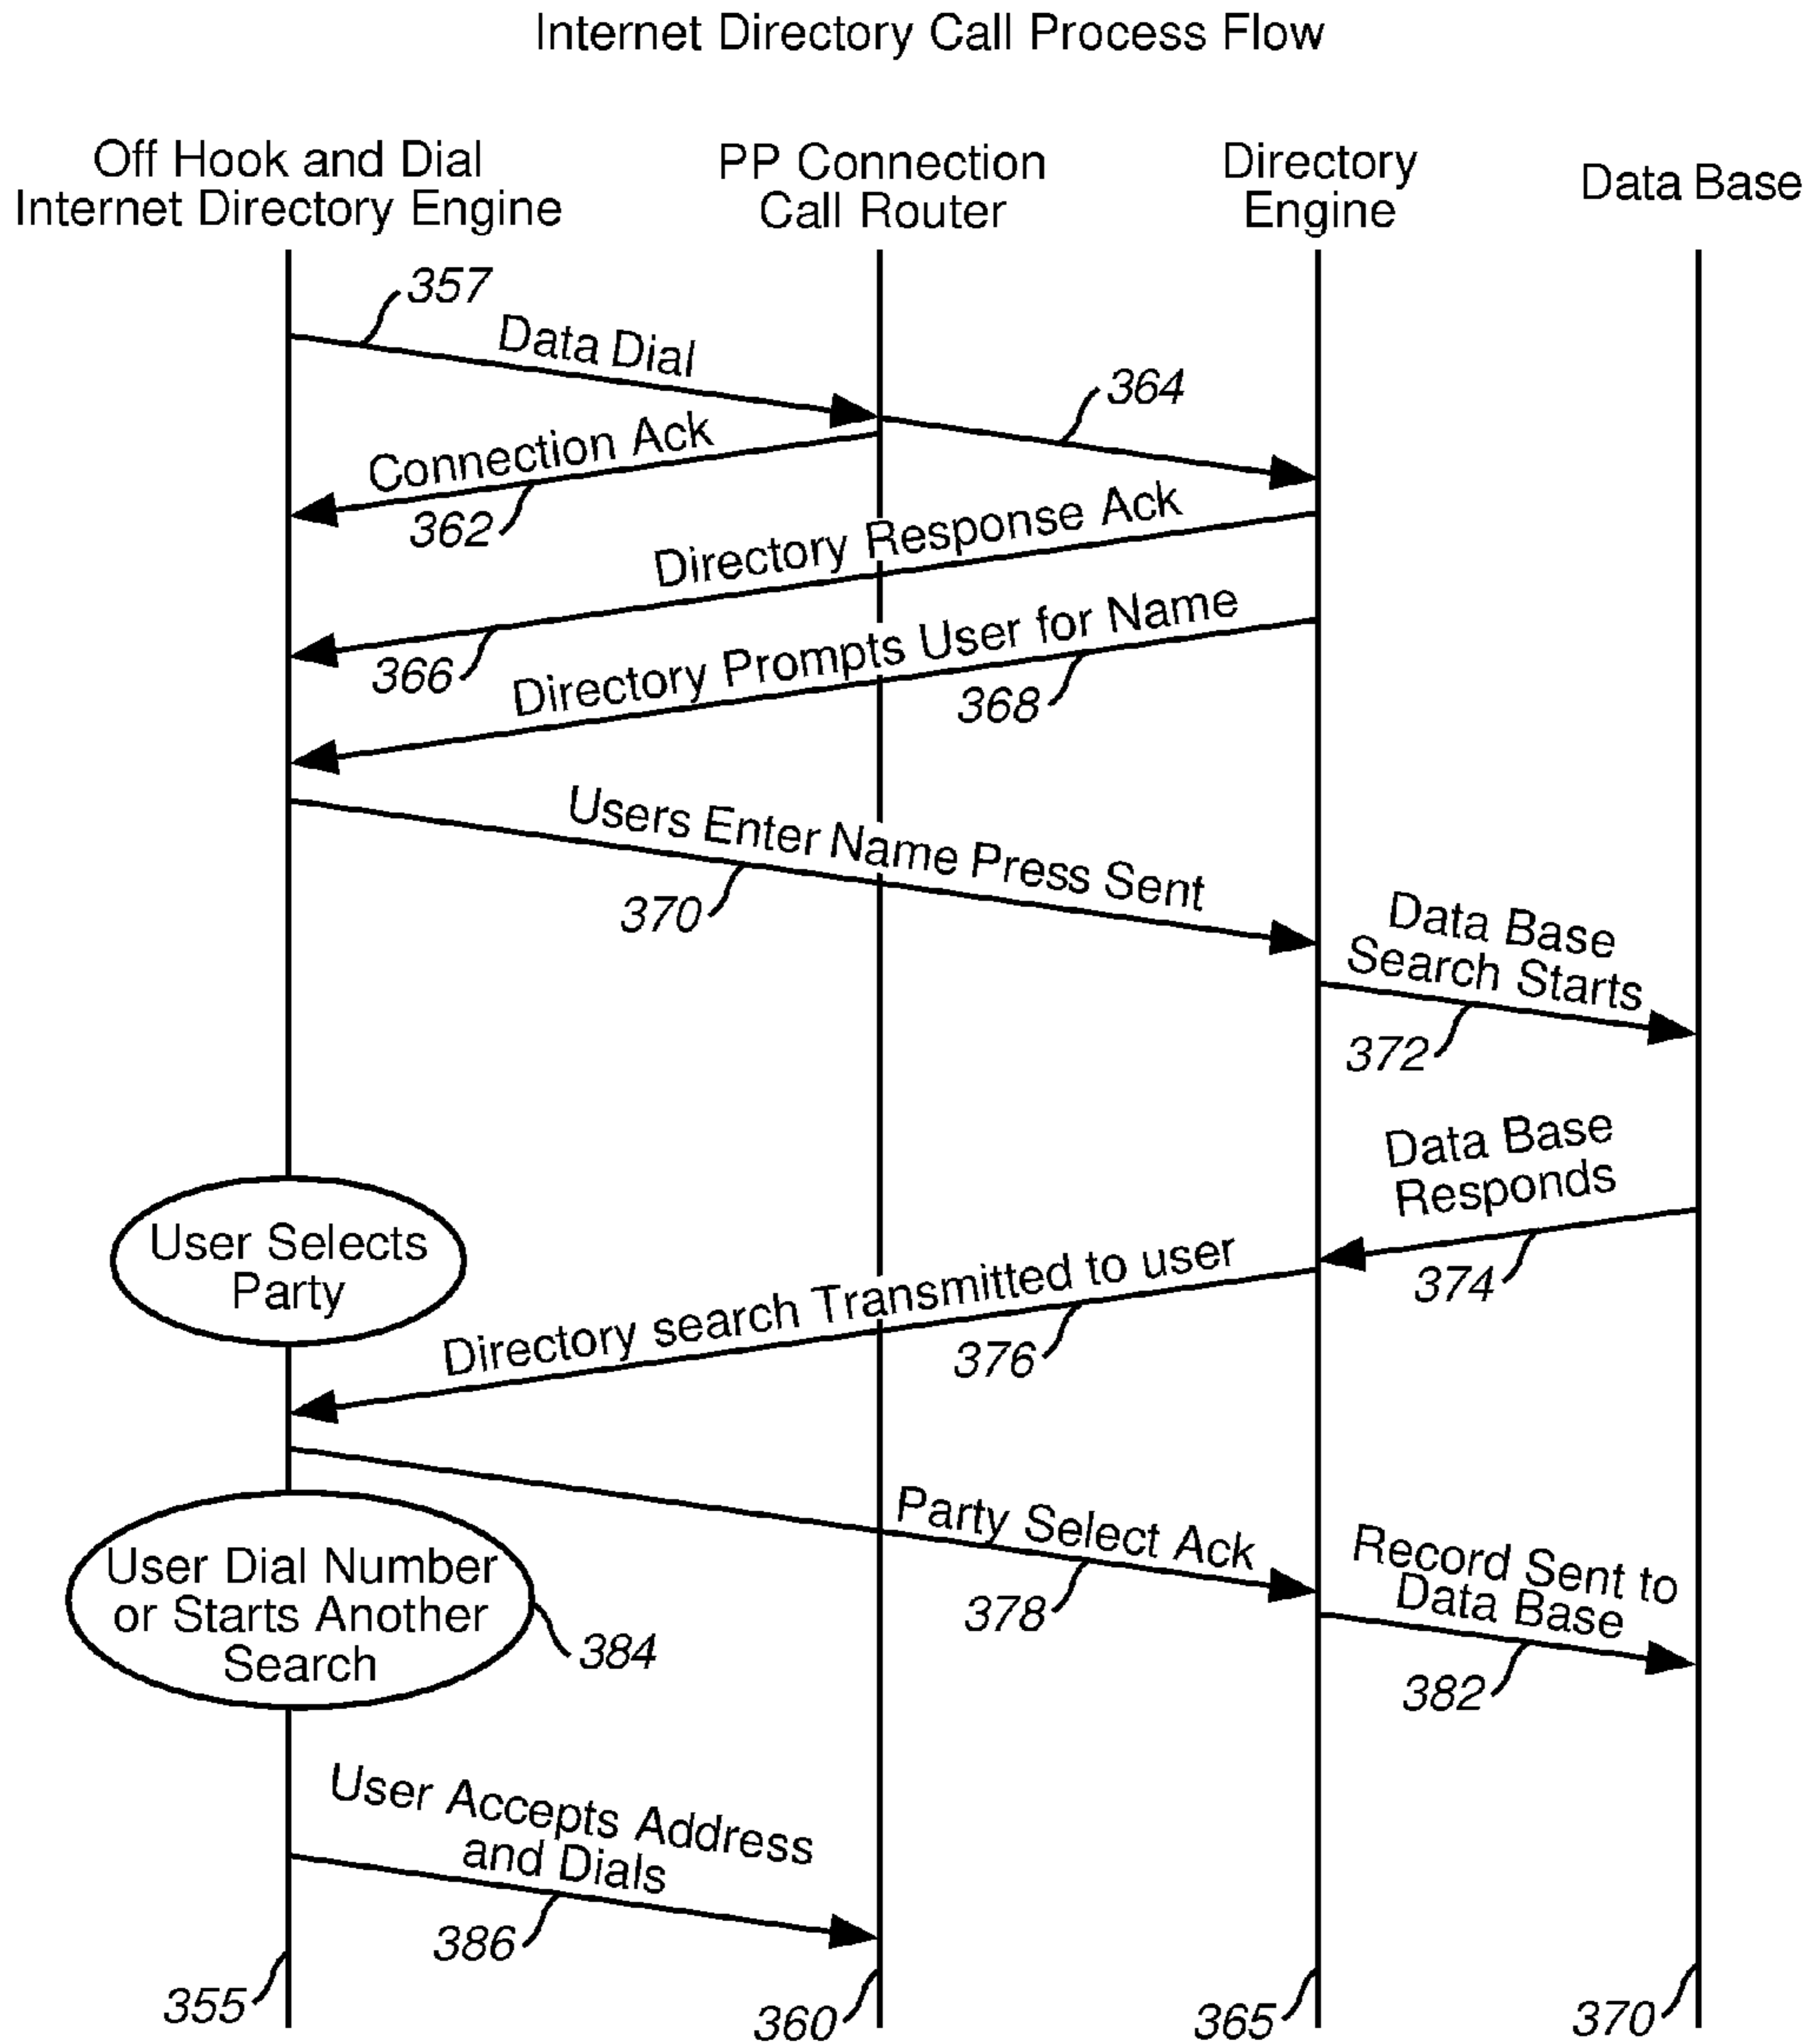 Internet Directory Call Process Flow
Off Hook and Dial
Internet Directory Engine
PP Connection
Call Router
Directory
Engine
Data Base
357
Data Dial
364
Connection Ack
362
Directory Response Ack
366
Directory Prompts User for Name
368
Users Enter Name Press Sent
370
Data Base
Search Starts
372
Data Base
Responds
374
User Selects
Party
Directory search Transmitted to user
376
Party Select Ack
378
Record Sent to
Data Base
382
User Dial Number
or Starts Another
Search
384
User Accepts Address
and Dials
386
355
360
365
370